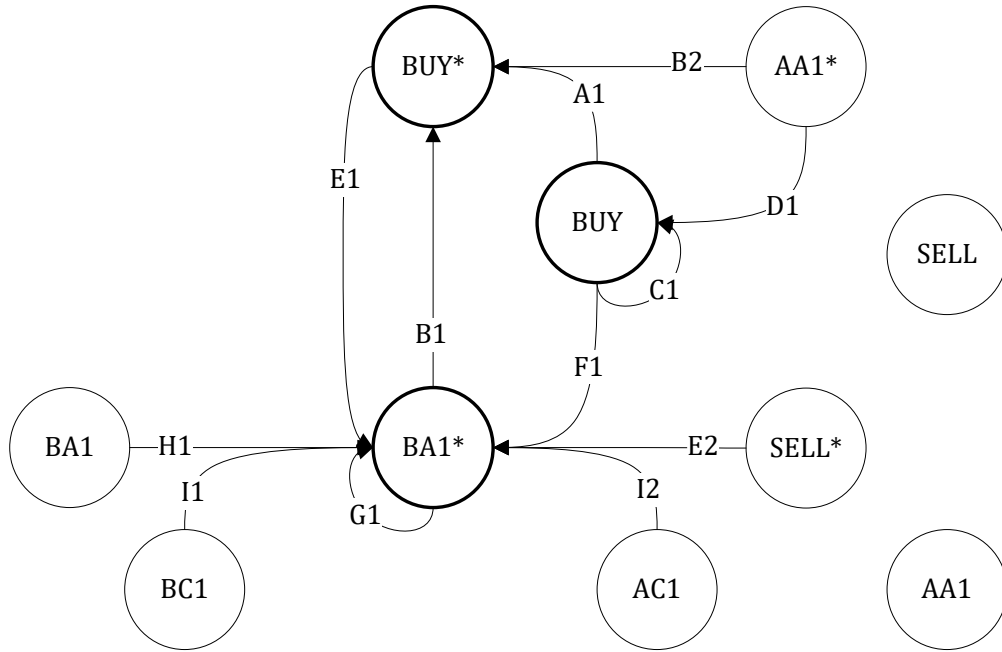 BUY*
B2
AA1*
A1
E1
D1
BUY
SELL
C1
B1
F1
BA1
H1
BA1*
E2
SELL*
I1
G1
I2
BC1
AC1
AA1